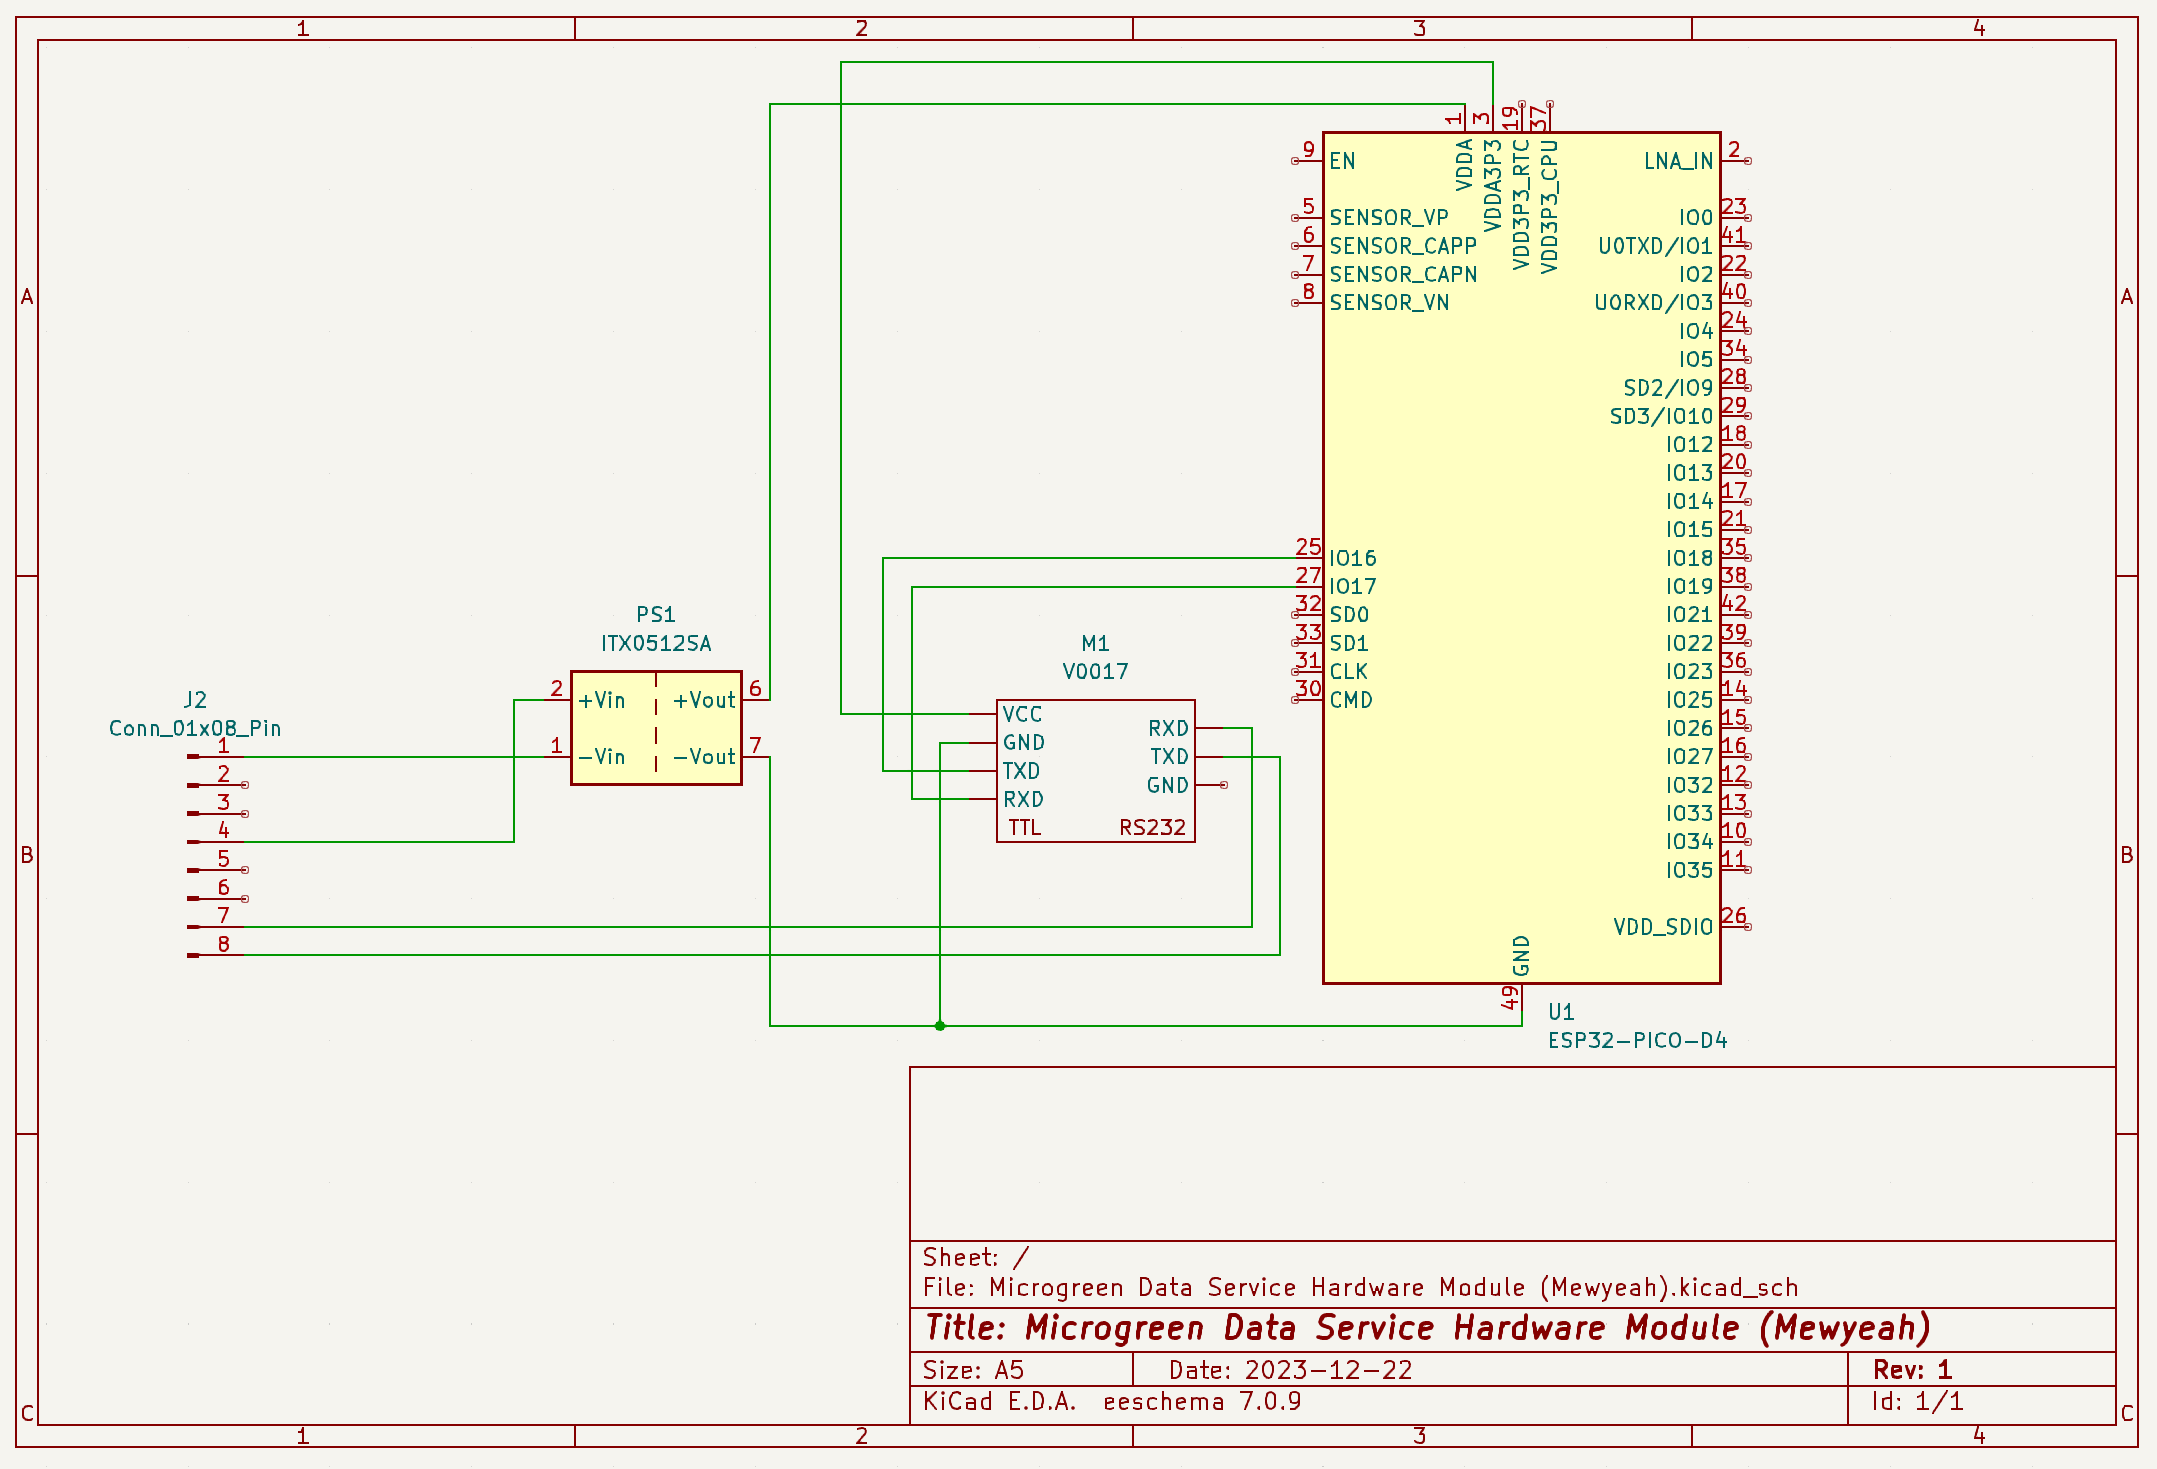 1 2 3 4
A A
B B
C C
1 2 3 4
J2
Conn_01x08_Pin
1
2
3
4
5
6
7
8
PS1
ITX0512SA
2 +Vin +Vout 6
1 -Vin -Vout 7
M1
V0017
VCC
GND
TXD
RXD
TTL
RXD
TXD
GND
RS232
1 VDDA
3 VDDA3P3
19 VDD3P3_RTC
37 VDD3P3_CPU
9 EN
5 SENSOR_VP
6 SENSOR_CAPP
7 SENSOR_CAPN
8 SENSOR_VN
25 IO16
27 IO17
32 SD0
33 SD1
31 CLK
30 CMD
LNA_IN 2
IO0 23
U0TXD/IO1 41
IO2 22
U0RXD/IO3 40
IO4 24
IO5 34
SD2/IO9 28
SD3/IO10 29
IO12 18
IO13 20
IO14 17
IO15 21
IO18 35
IO19 38
IO21 42
IO22 39
IO23 36
IO25 14
IO26 15
IO27 16
IO32 12
IO33 13
IO34 10
IO35 11
VDD_SDIO 26
GND 49
U1
ESP32-PICO-D4
Sheet: /
File: Microgreen Data Service Hardware Module (Mewyeah).kicad_sch
Title: Microgreen Data Service Hardware Module (Mewyeah)
Size: A5 Date: 2023-12-22 Rev: 1
KiCad E.D.A. eeschema 7.0.9 Id: 1/1